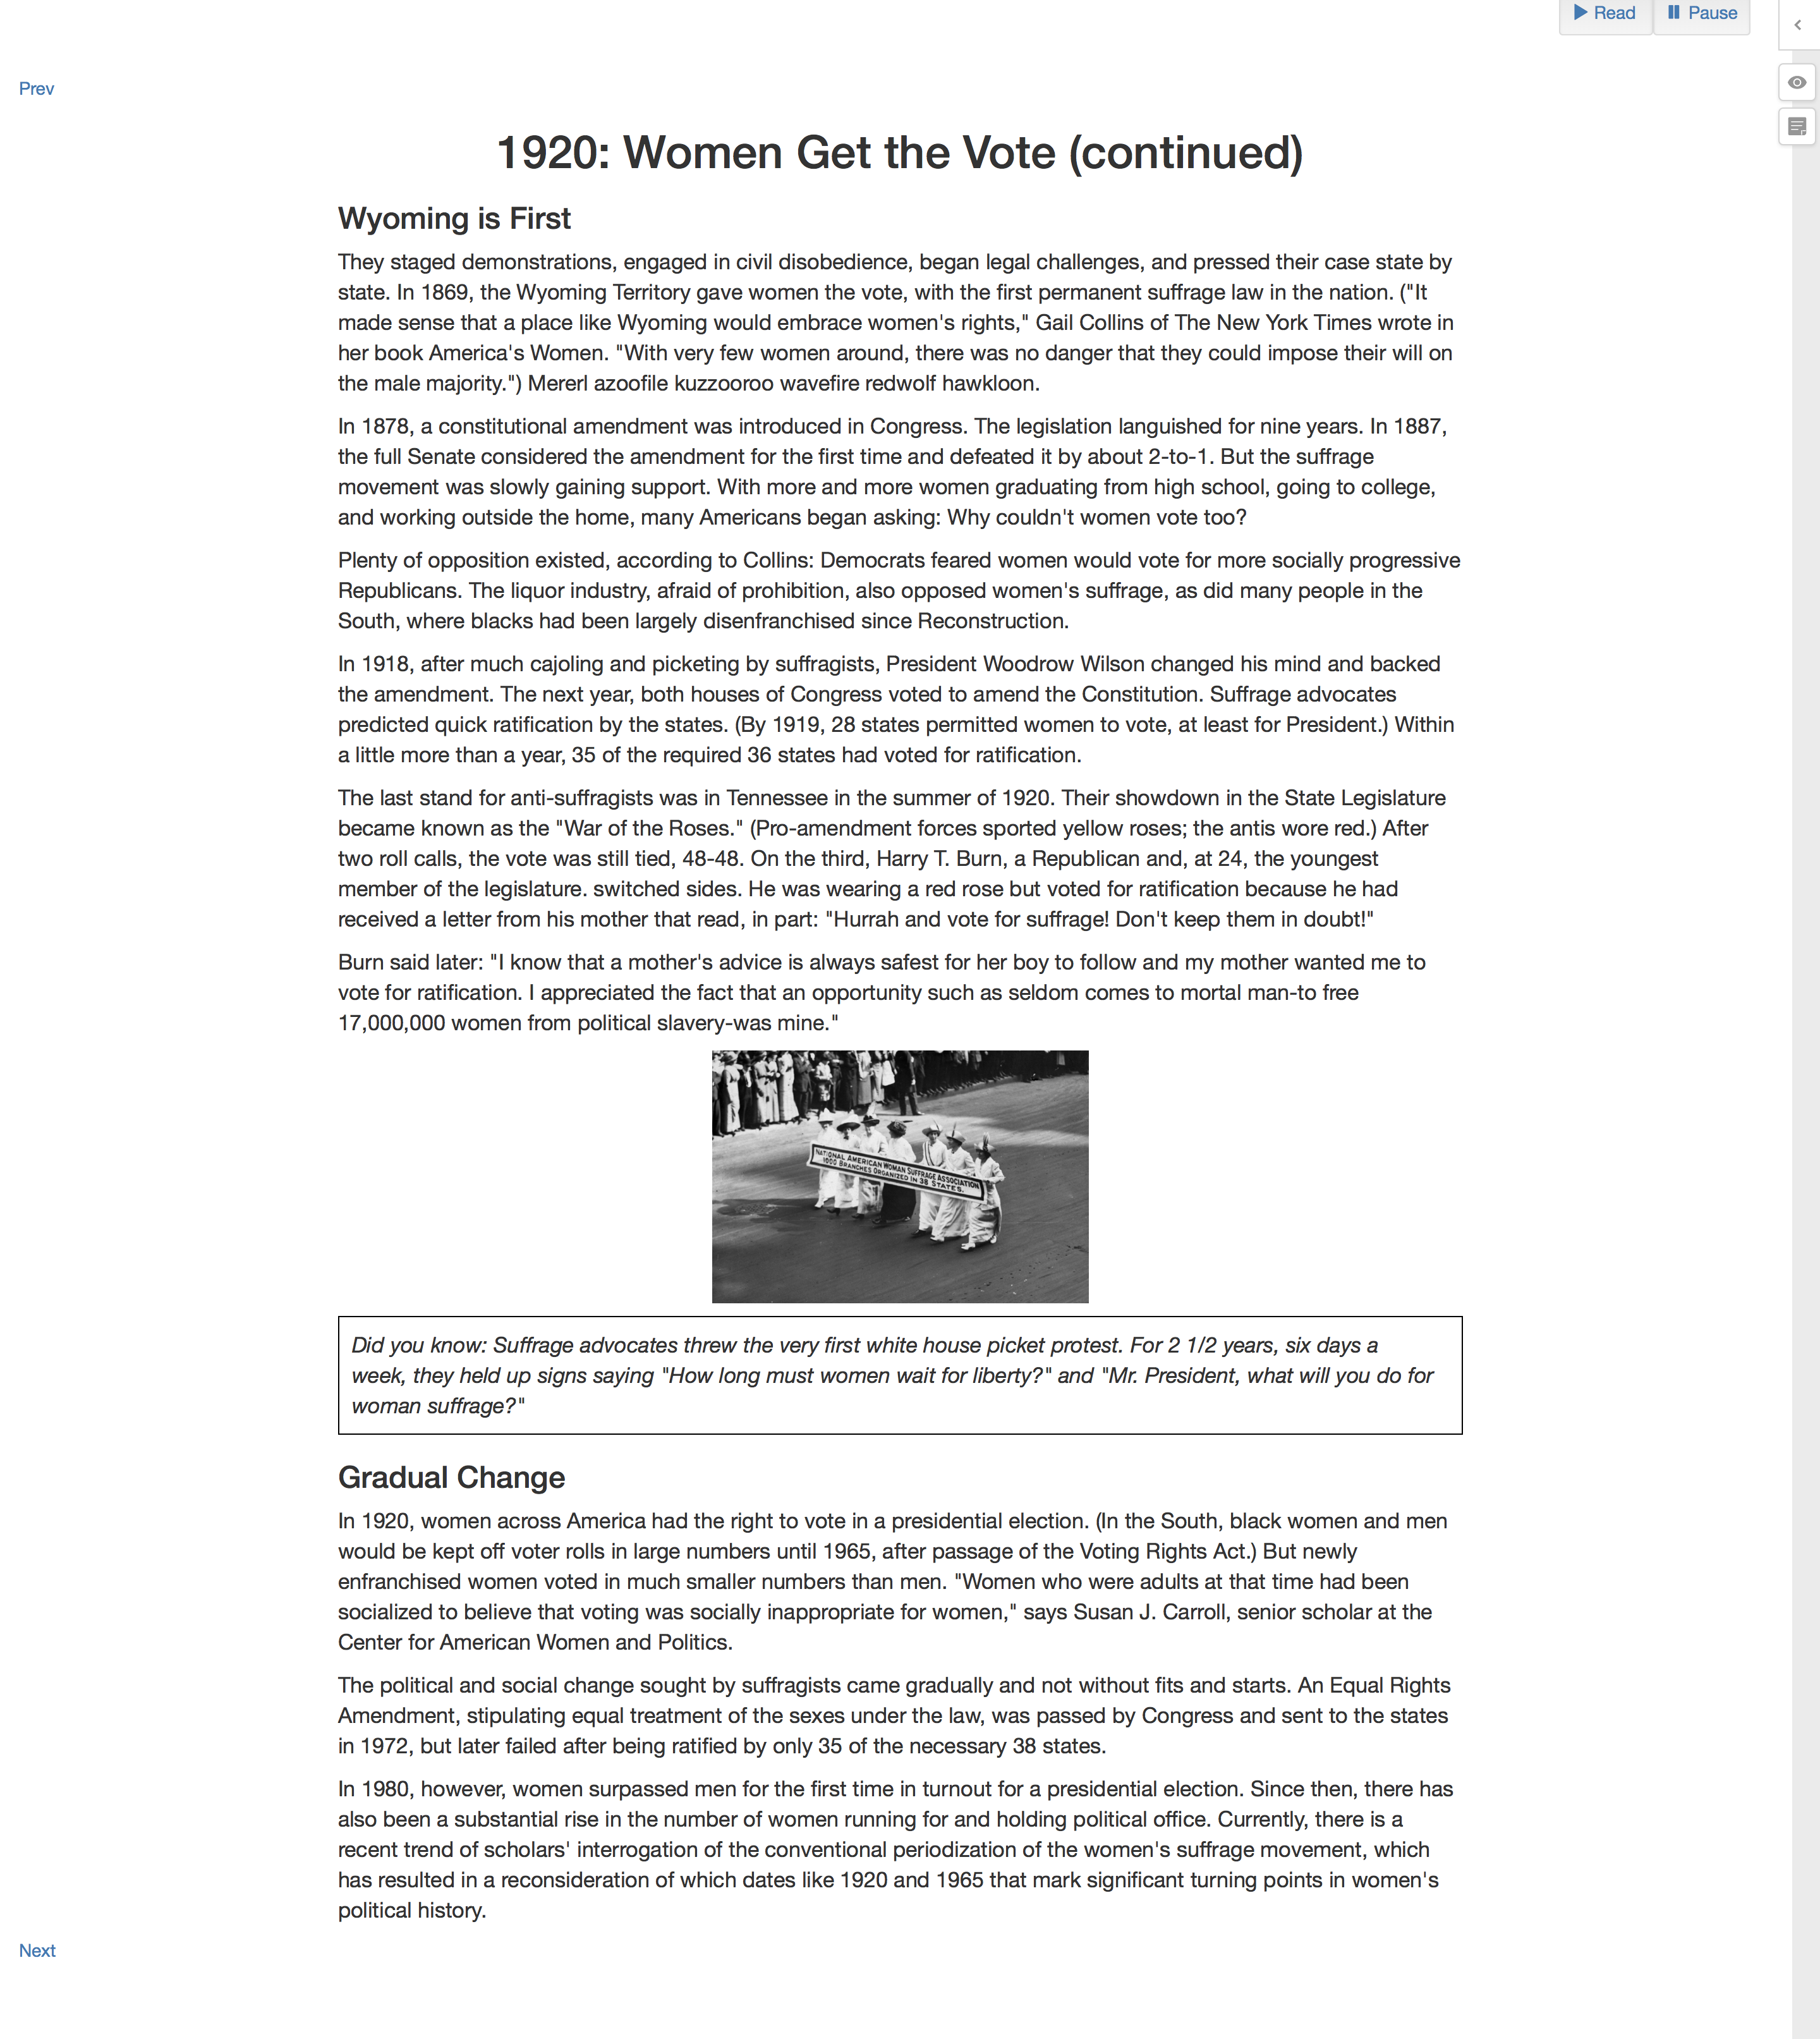 Read
Pause
Prev
1920: Women Get the Vote (continued)
Wyoming is First
They staged demonstrations, engaged in civil disobedience, began legal challenges, and pressed their case state by
state. In 1869, the Wyoming Territory gave women the vote, with the first permanent suffrage law in the nation. ("It
made sense that a place like Wyoming would embrace women's rights," Gail Collins of The New York Times wrote in
her book America's Women. "With very few women around, there was no danger that they could impose their will on
the male majority.") Mererl azoofile kuzzooroo wavefire redwolf hawkloon.
In 1878, a constitutional amendment was introduced in Congress. The legislation languished for nine years. In 1887,
the full Senate considered the amendment for the first time and defeated it by about 2-to-1. But the suffrage
movement was slowly gaining support. With more and more women graduating from high school, going to college,
and working outside the home, many Americans began asking: Why couldn't women vote too?
Plenty of opposition existed, according to Collins: Democrats feared women would vote for more socially progressive
Republicans. The liquor industry, afraid of prohibition, also opposed women's suffrage, as did many people in the
South, where blacks had been largely disenfranchised since Reconstruction.
In 1918, after much cajoling and picketing by suffragists, President Woodrow Wilson changed his mind and backed
the amendment. The next year, both houses of Congress voted to amend the Constitution. Suffrage advocates
predicted quick ratification by the states. (By 1919, 28 states permitted women to vote, at least for President.) Within
a little more than a year, 35 of the required 36 states had voted for ratification.
The last stand for anti-suffragists was in Tennessee in the summer of 1920. Their showdown in the State Legislature
became known as the "War of the Roses." (Pro-amendment forces sported yellow roses; the antis wore red.) After
two roll calls, the vote was still tied, 48-48. On the third, Harry T. Burn, a Republican and, at 24, the youngest
member of the legislature. switched sides. He was wearing a red rose but voted for ratification because he had
received a letter from his mother that read, in part: "Hurrah and vote for suffrage! Don't keep them in doubt!"
Burn said later: "I know that a mother's advice is always safest for her boy to follow and my mother wanted me to
vote for ratification. I appreciated the fact that an opportunity such as seldom comes to mortal man-to free
17,000,000 women from political slavery-was mine."
NATIONAL AMERICAN WOMAN SUFFRAGE ASSOCIATION
1000 BRANCHES ORGANIZED IN 38 STATES.
Did you know: Suffrage advocates threw the very first white house picket protest. For 2 1/2 years, six days a
week, they held up signs saying "How long must women wait for liberty?" and "Mr. President, what will you do for
woman suffrage?"
Gradual Change
In 1920, women across America had the right to vote in a presidential election. (In the South, black women and men
would be kept off voter rolls in large numbers until 1965, after passage of the Voting Rights Act.) But newly
enfranchised women voted in much smaller numbers than men. "Women who were adults at that time had been
socialized to believe that voting was socially inappropriate for women," says Susan J. Carroll, senior scholar at the
Center for American Women and Politics.
The political and social change sought by suffragists came gradually and not without fits and starts. An Equal Rights
Amendment, stipulating equal treatment of the sexes under the law, was passed by Congress and sent to the states
in 1972, but later failed after being ratified by only 35 of the necessary 38 states.
In 1980, however, women surpassed men for the first time in turnout for a presidential election. Since then, there has
also been a substantial rise in the number of women running for and holding political office. Currently, there is a
recent trend of scholars' interrogation of the conventional periodization of the women's suffrage movement, which
has resulted in a reconsideration of which dates like 1920 and 1965 that mark significant turning points in women's
political history.
Next